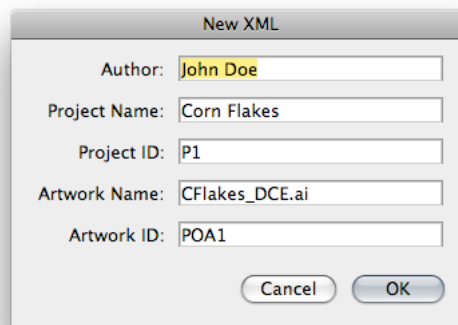 New XML
Author: John Doe
Project Name: Corn Flakes
Project ID: P1
Artwork Name: CFlakes_DCE.ai
Artwork ID: POA1
Cancel OK